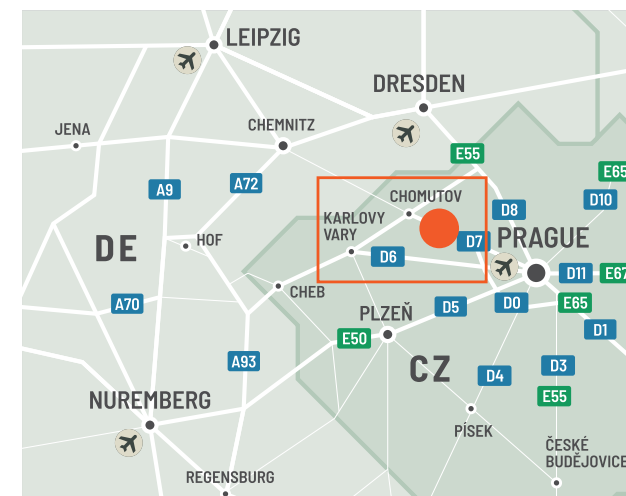 LEIPZIG
DRESDEN
JENA
CHEMNITZ
E55
E65
A9
A72
CHOMUTOV
D10
D8
KARLOVY
VARY
D7
PRAGUE
DE
HOF
D6
D11
E67
CHEB
A70
D5
D0
E65
PLZEŇ
D1
E50
A93
CZ
D4
D3
E55
NUREMBERG
PÍSEK
ČESKÉ
BUDĚJOVICE
REGENSBURG